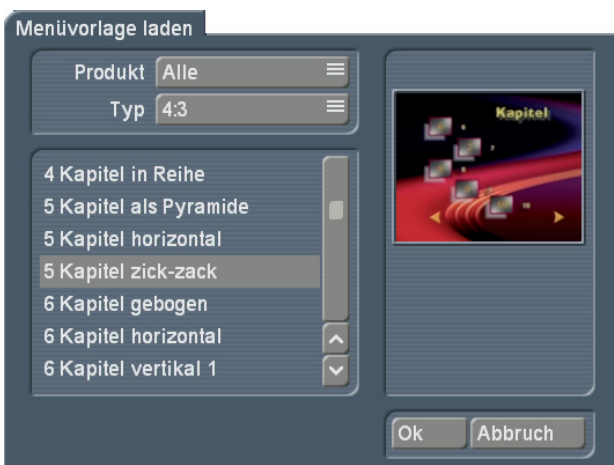 Menüvorlage laden
Produkt Alle
Typ 4:3
4 Kapitel in Reihe
5 Kapitel als Pyramide
5 Kapitel horizontal
5 Kapitel zick-zack
6 Kapitel gebogen
6 Kapitel horizontal
6 Kapitel vertikal 1
Kapitel
Ok
Abbruch